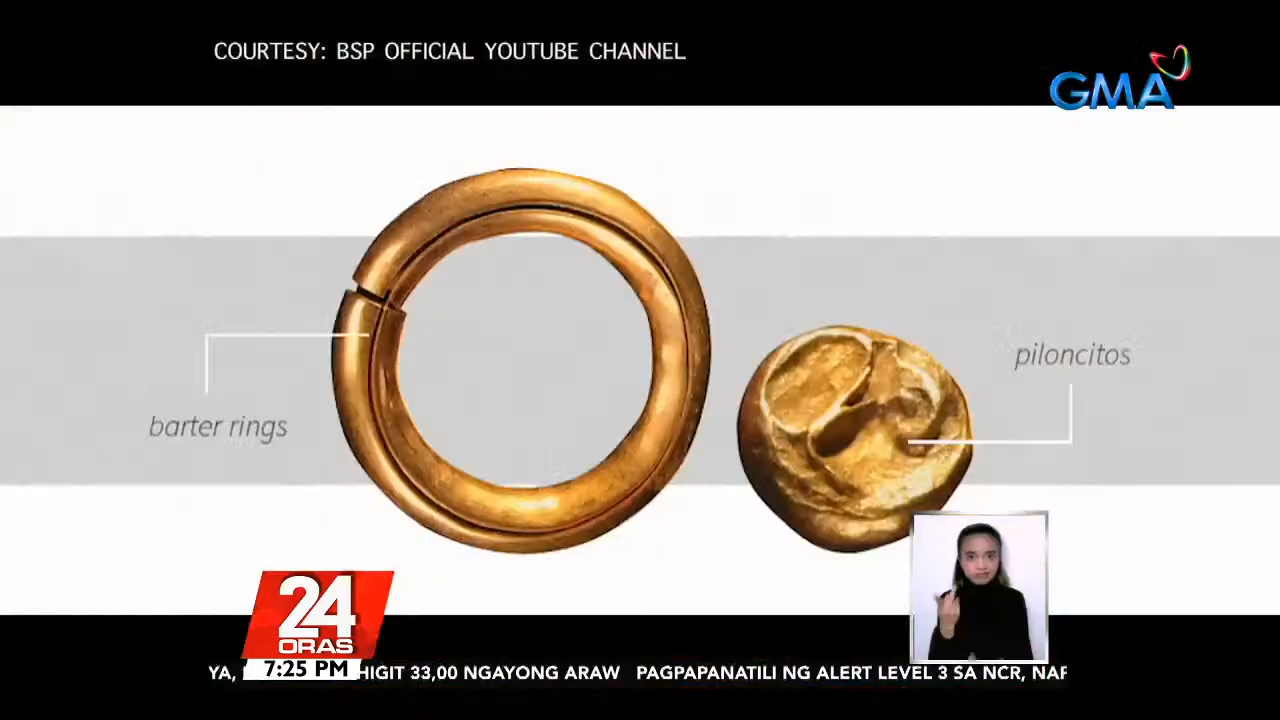 COURTESY: BSP OFFICIAL YOUTUBE CHANNEL
GMA
piloncitos
barter rings
24
ORAS
7:25 PM
YA, HIGIT 33,00 NGAYONG ARAW PAGPAPANATILI NG ALERT LEVEL 3 SA NCR,